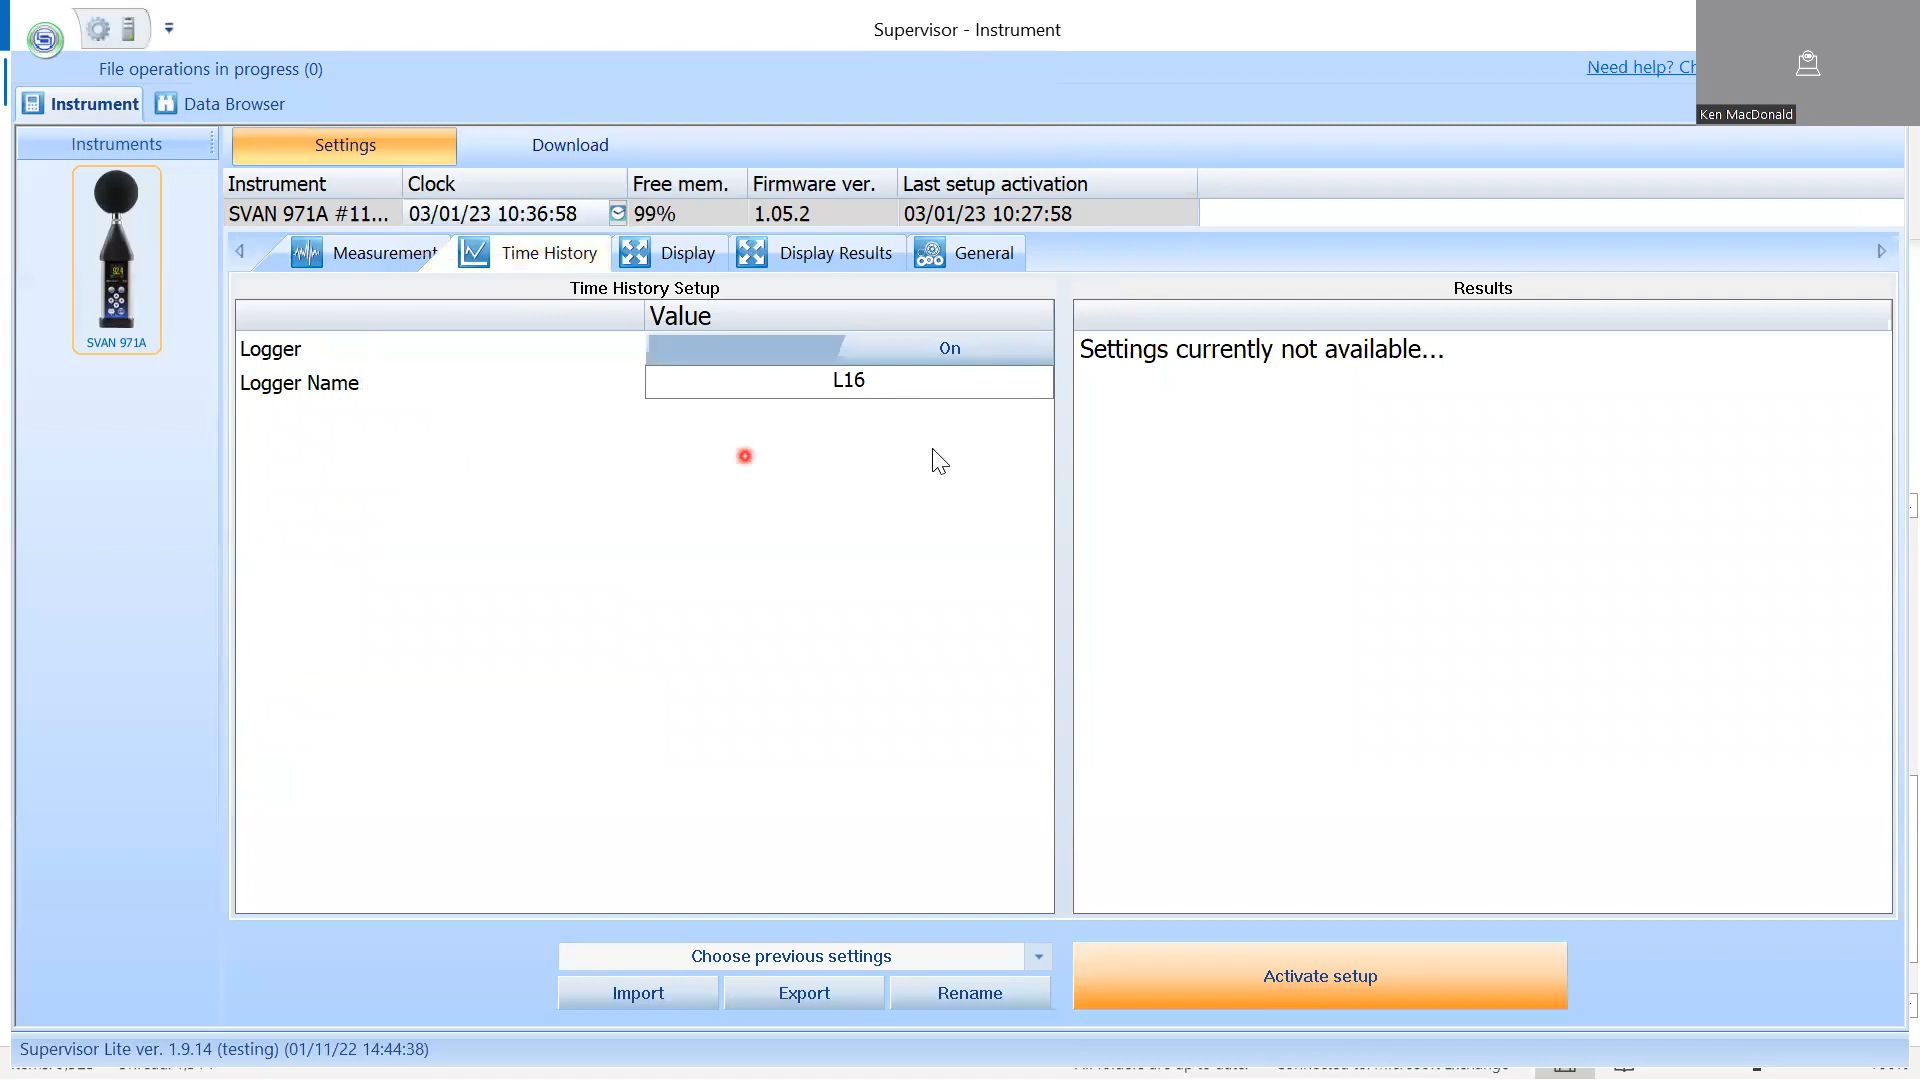 Supervisor - Instrument
File operations in progress (0)
Need help? Ch
Ken MacDonald
Instrument
Data Browser
Instruments
SVAN 971A
Settings
Download
Instrument Clock Free mem. Firmware ver. Last setup activation
SVAN 971A #11... 03/01/23 10:36:58 99% 1.05.2 03/01/23 10:27:58
Measurement Time History Display Display Results General
Time History Setup
Value
Logger On
Logger Name L16
Results
Settings currently not available...
Choose previous settings
Import Export Rename
Activate setup
Supervisor Lite ver. 1.9.14 (testing) (01/11/22 14:44:38)